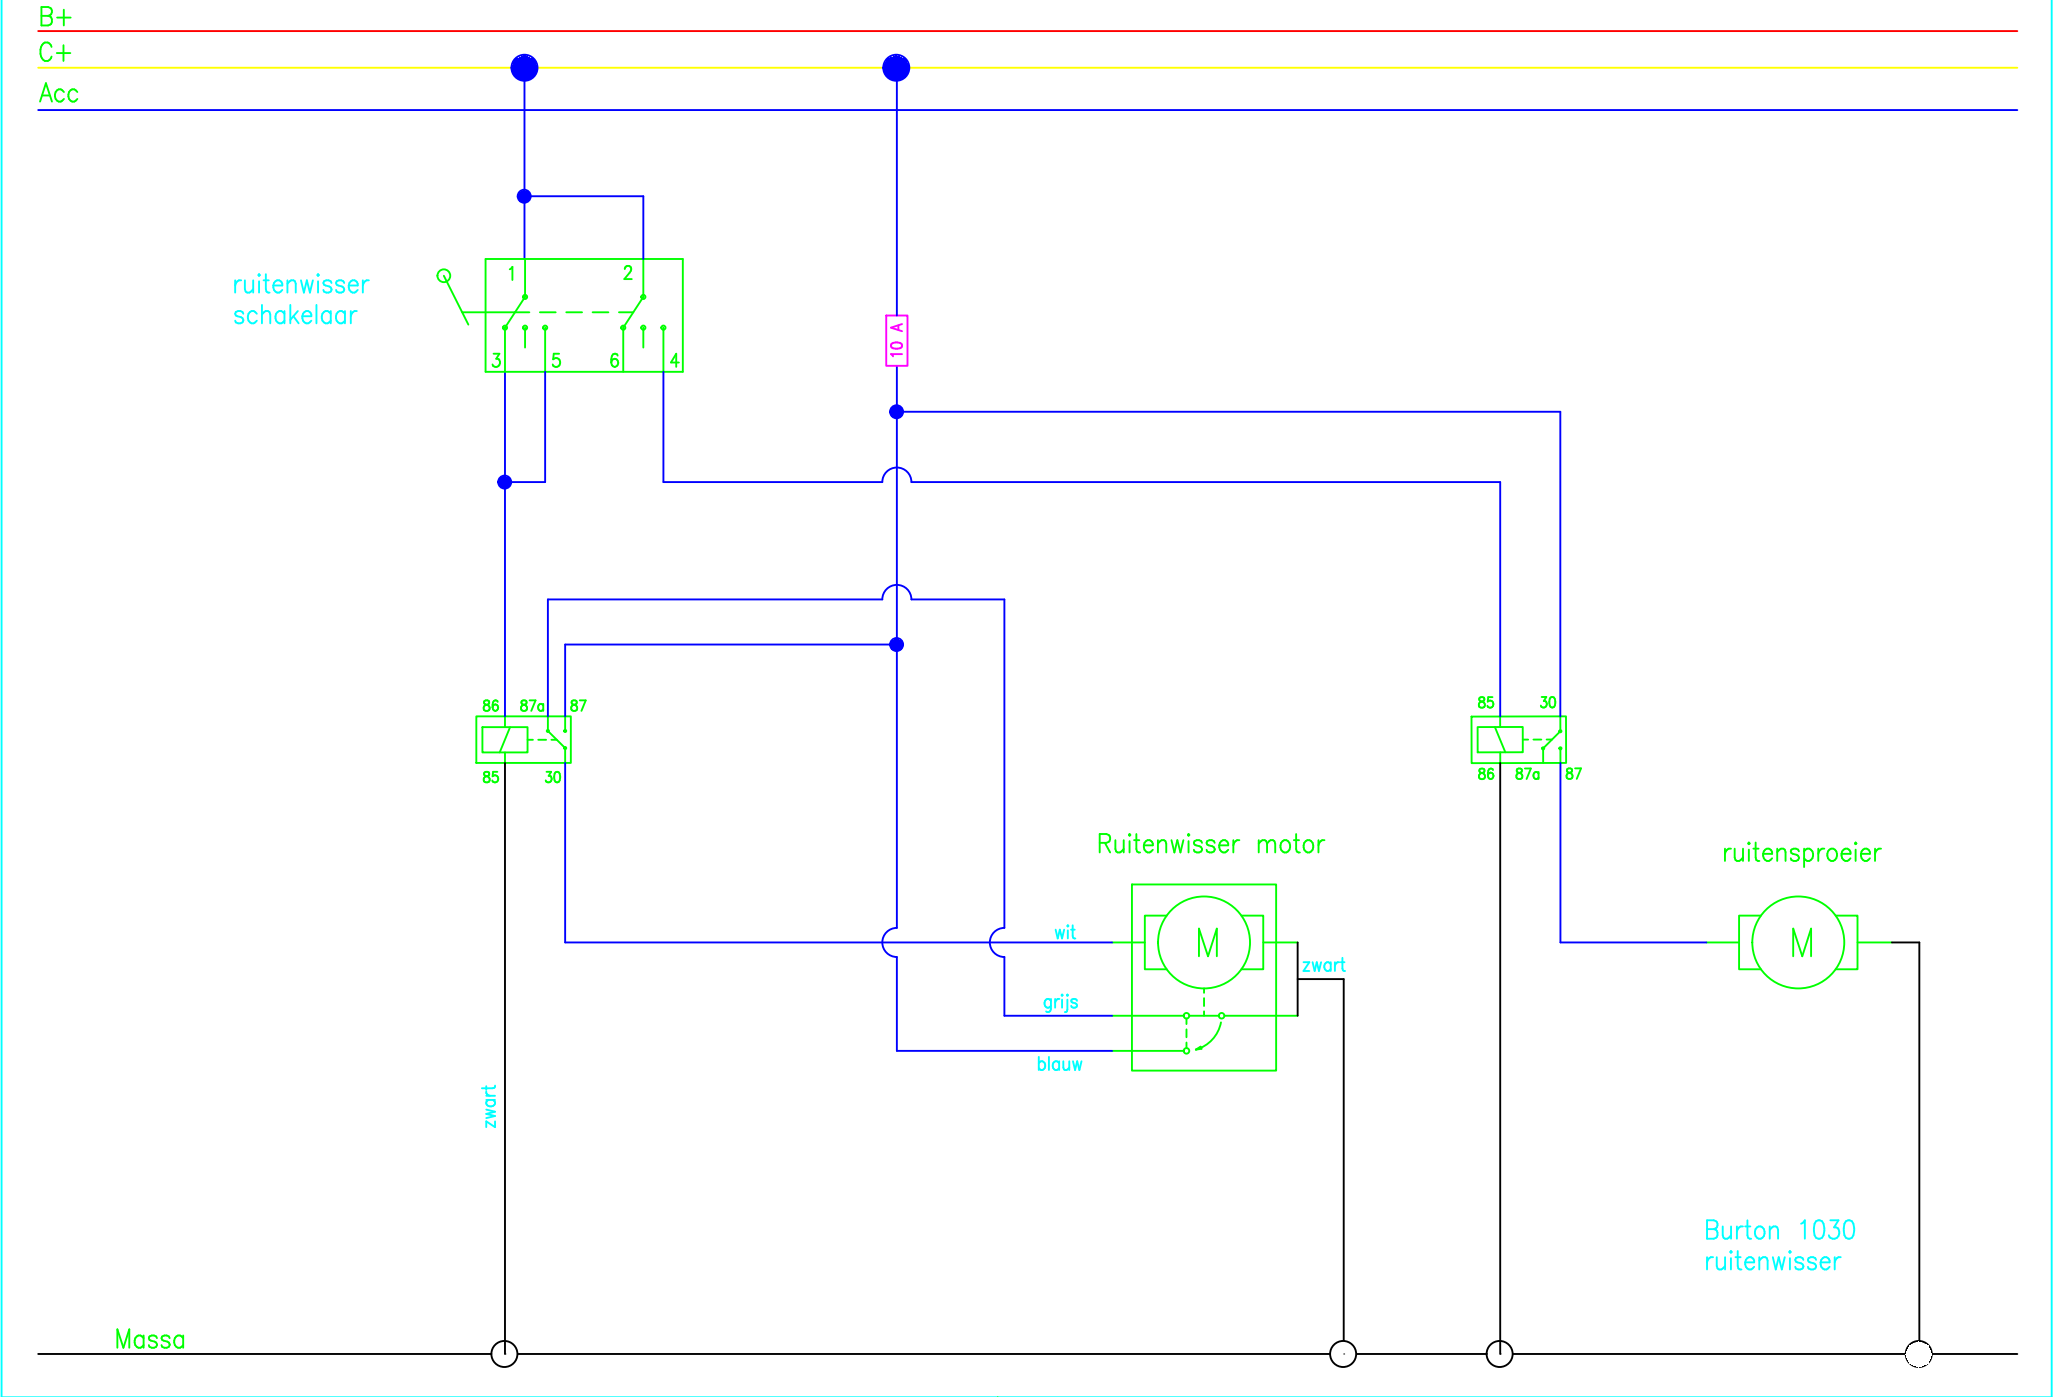 B+
C+
Acc
ruitenwisser
schakelaar
1
2
3
5
6
4
10 A
86
87a
87
85
30
85
30
86
87a
87
Ruitenwisser motor
ruitensproeier
wit
zwart
grijs
blauw
M
M
zwart
Burton 1030
ruitenwisser
Massa